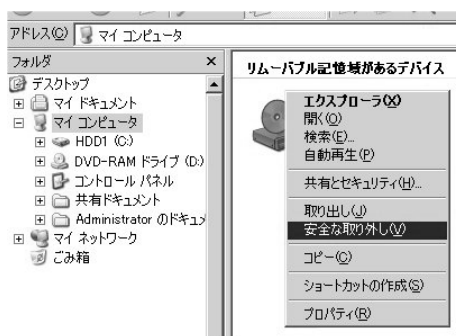 アドレス(D) マイ コンピュータ
フォルダ ×
デスクトップ
マイ ドキュメント
マイ コンピュータ
HDD1 (C:)
DVD-RAM ドライブ (D:)
コントロール パネル
共有ドキュメント
Administrator のドキュメ
マイ ネットワーク
ごみ箱
リムーバブル記憶域があるデバイス
エクスプローラ(X)
開く(O)
検索(E)...
自動再生(P)
共有とセキュリティ(H)...
取り出し(J)
安全な取り外し(V)
コピー(C)
ショートカットの作成(S)
プロパティ(R)